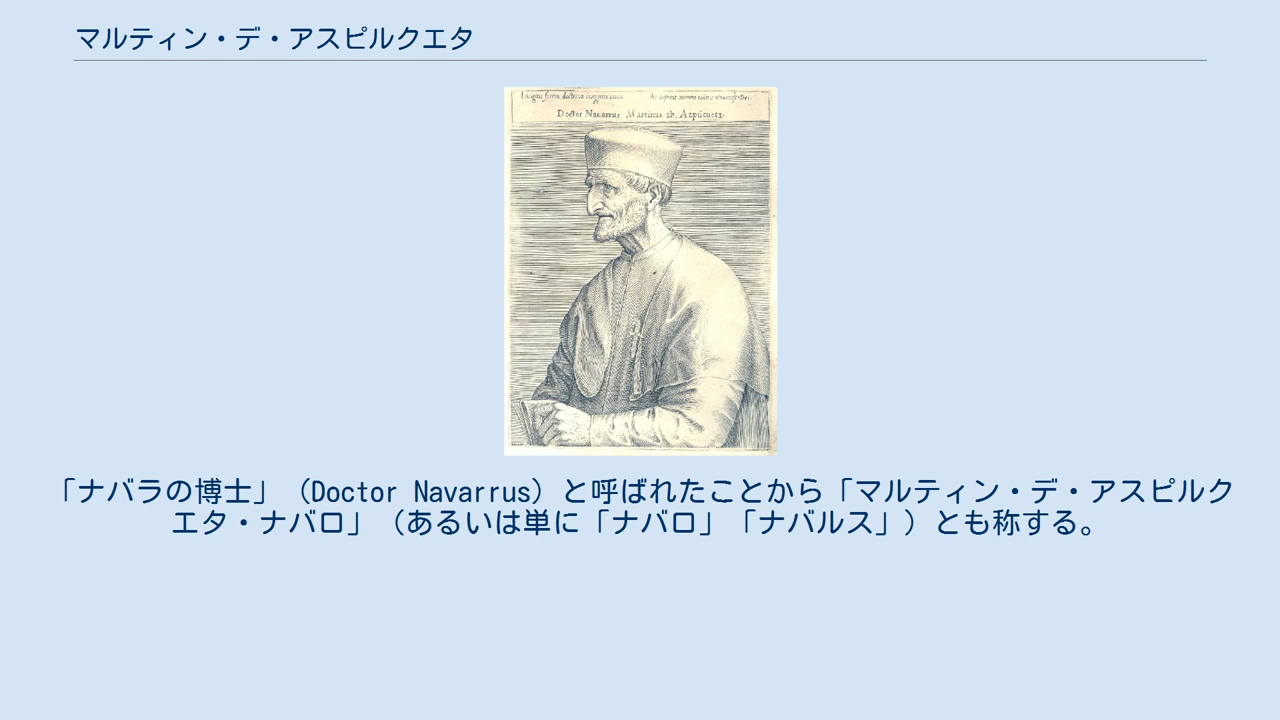 マルティン・デ・アスピルクエタ
Doctor Navarrus Martinus ab Azpilcueta.
「ナバラの博士」（Doctor Navarrus）と呼ばれたことから「マルティン・デ・アスピルク
エタ・ナバロ」（あるいは単に「ナバロ」「ナバルス」）とも称する。